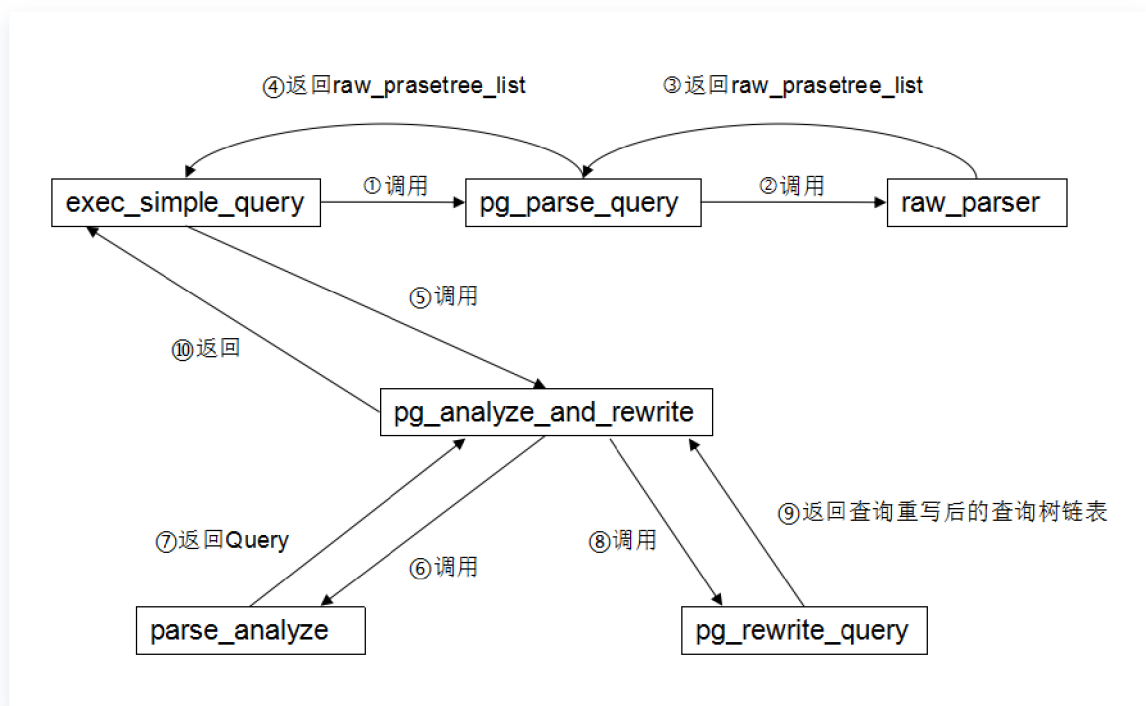 ④返回raw_prasetree_list
③返回raw_prasetree_list
exec_simple_query
①调用
pg_parse_query
②调用
raw_parser
⑤调用
⑩返回
pg_analyze_and_rewrite
⑦返回Query
⑥调用
⑧调用
⑨返回查询重写后的查询树链表
parse_analyze
pg_rewrite_query